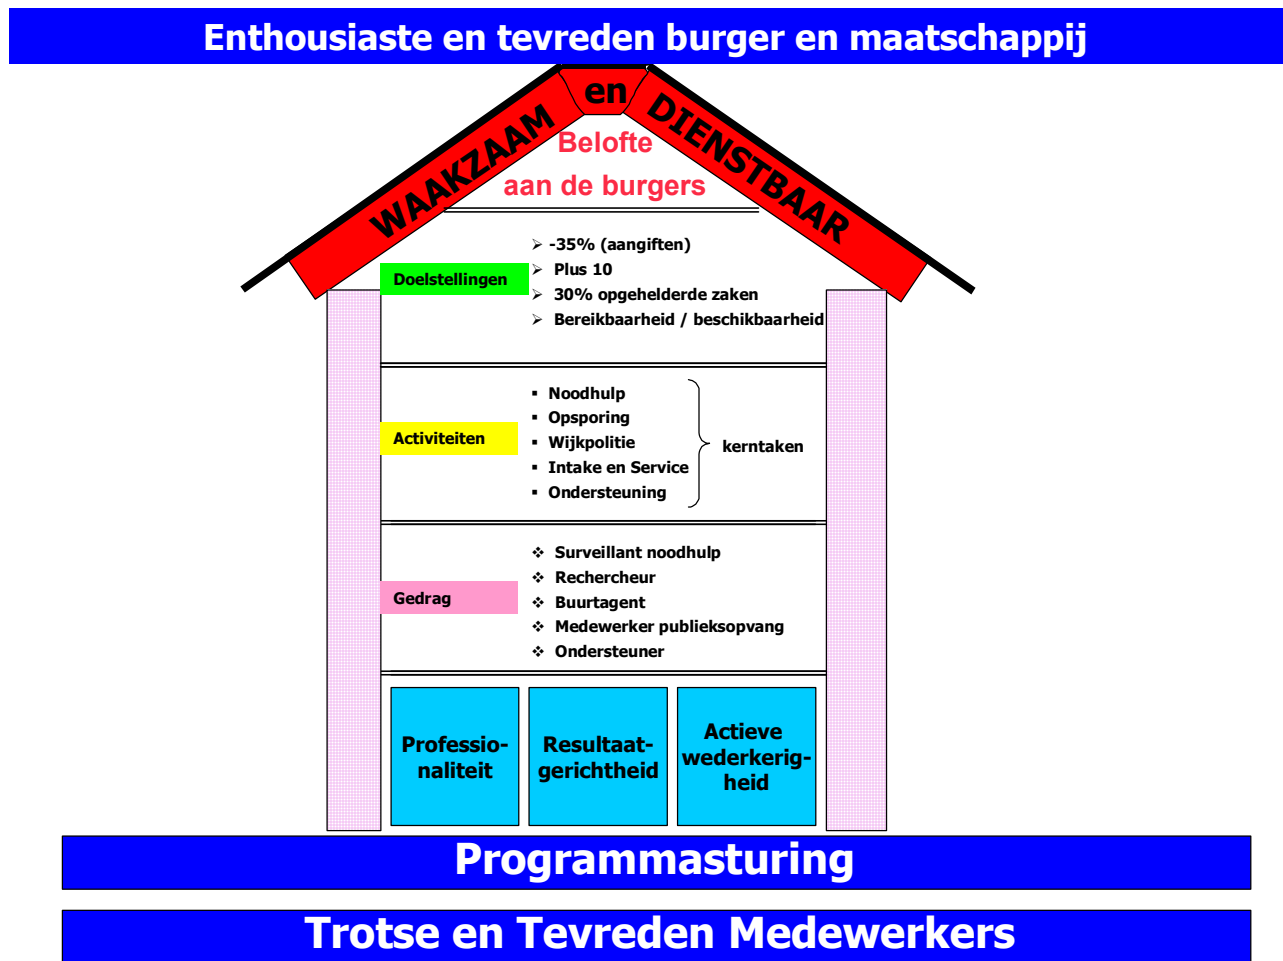 Enthousiaste en tevreden burger en maatschappij
WAAKZAAM
en
DIENSTBAAR
Belofte
aan de burgers
Doelstellingen
-35% (aangiften)
Plus 10
30% opgehelderde zaken
Bereikbaarheid / beschikbaarheid
Activiteiten
Noodhulp
Opsporing
Wijkpolitie
Intake en Service
Ondersteuning
kerntaken
Gedrag
Surveillant noodhulp
Rechercheur
Buurtagent
Medewerker publieksopvang
Ondersteuner
Professio-
naliteit
Resultaat-
gerichtheid
Actieve
wederkerig-
heid
Programmasturing
Trotse en Tevreden Medewerkers